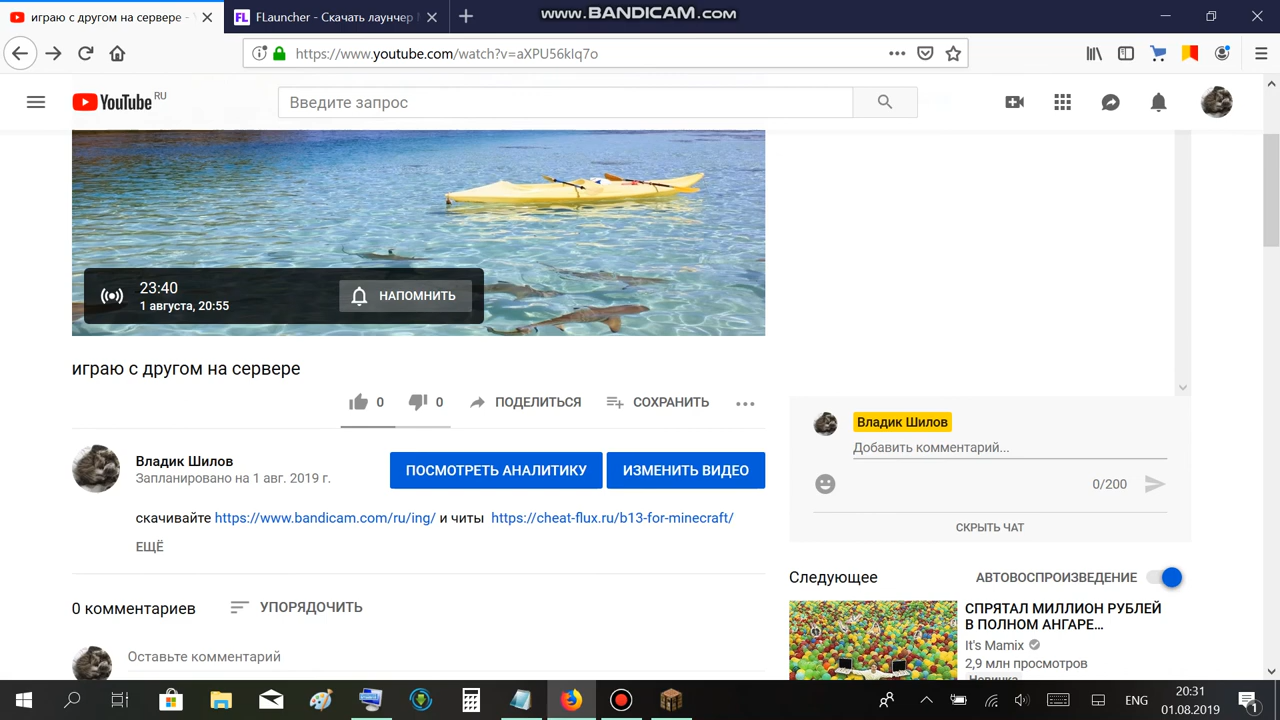 играю с другом на сервере -
FLauncher - Скачать лаунчер
www.BANDICAM.com
https://www.youtube.com/watch?v=aXPU56kIq7o
YouTube RU
Введите запрос
23:40
1 августа, 20:55
НАПОМНИТЬ
играю с другом на сервере
0
0
ПОДЕЛИТЬСЯ
СОХРАНИТЬ
Владик Шилов
Запланировано на 1 авг. 2019 г.
ПОСМОТРЕТЬ АНАЛИТИКУ
ИЗМЕНИТЬ ВИДЕО
скачивайте https://www.bandicam.com/ru/ing/ и читы https://cheat-flux.ru/b13-for-minecraft/
ЕЩЁ
0 комментариев
УПОРЯДОЧИТЬ
Оставьте комментарий
Владик Шилов
Добавить комментарий...
0/200
СКРЫТЬ ЧАТ
Следующее
АВТОВОСПРОИЗВЕДЕНИЕ
СПРЯТАЛ МИЛЛИОН РУБЛЕЙ
В ПОЛНОМ АНГАРЕ...
It's Mamix
2,9 млн просмотров
Новинка
ENG
20:31
01.08.2019
1